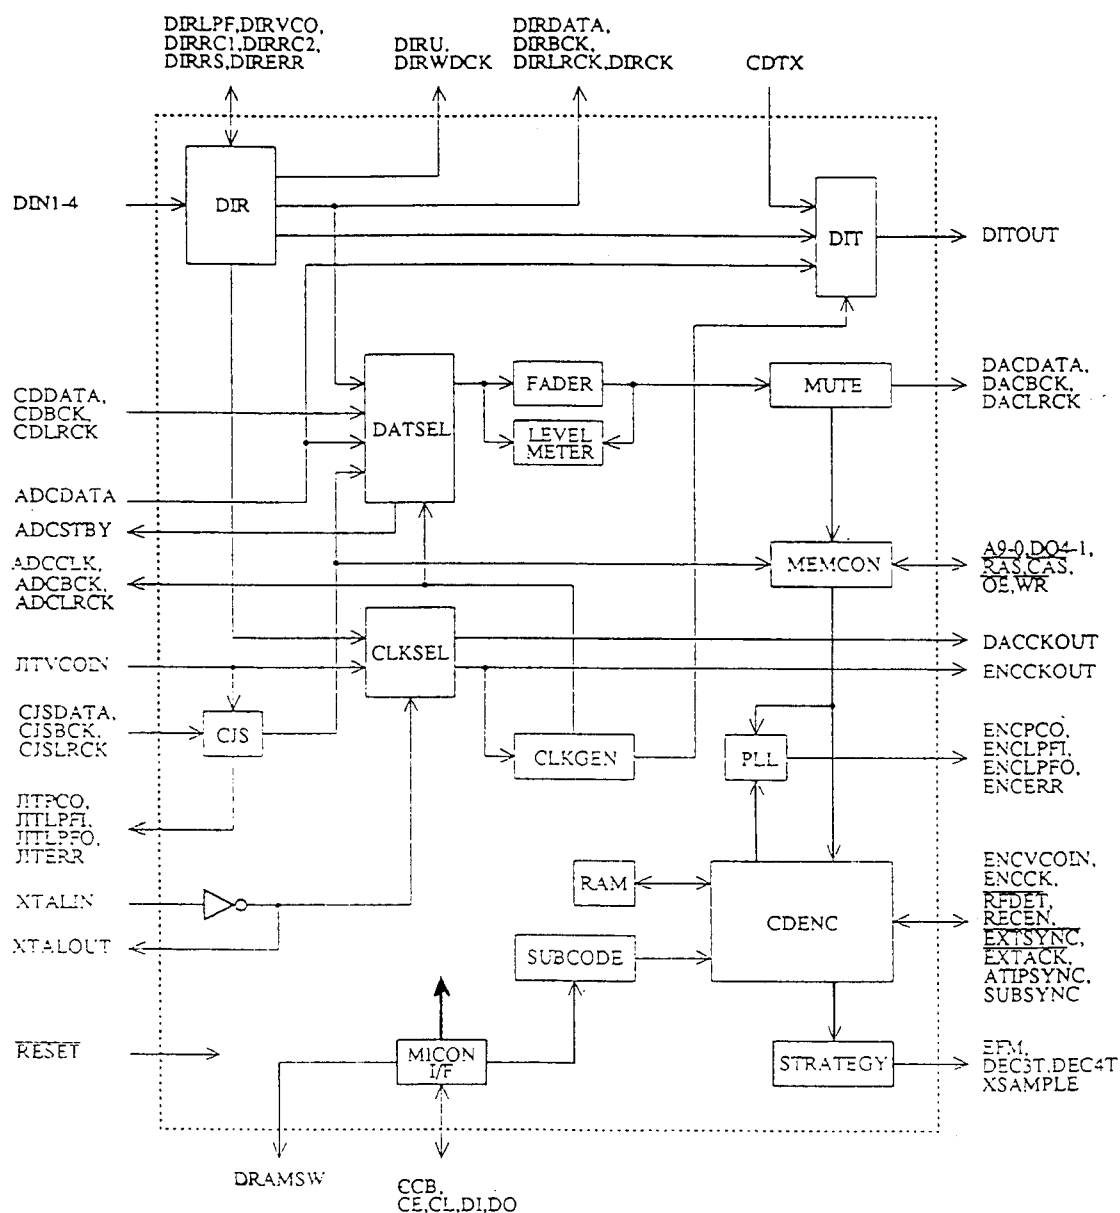 DIRLPF,DIRVCO,
DIRRC1,DIRRC2,
DIRRS,DIRERR
DIRU,
DIRWDCK
DIRDATA,
DIRBCK,
DIRLRCK,DIRCK
CDTX
DIN1-4
DIR
DIT
DITOUT
CDDATA,
CDBCK,
CDLRCK
DATSEL
FADER
LEVEL
METER
MUTE
DACDATA,
DACBCK,
DACLRCK
ADCDATA
ADCSTBY
ADCCLK,
ADCBCK,
ADCLRCK
MEMCON
A9-0,DQ4-1,
RAS,CAS,
OE,WR
JITVCOIN
CLKSEL
DACCKOUT
ENCCKOUT
CJSDATA,
CJSBCK,
CJSLRCK
CJS
CLKGEN
PLL
ENCPCO,
ENCLPFI,
ENCLPFO,
ENCERR
JITPCO,
JITLPFI,
JITLPFO,
JITERR
XTALIN
XTALOUT
RAM
CDENC
SUBCODE
ENCVCOIN,
ENCCK,
RFDET,
RECEN,
EXTSYNC,
EXTACK,
ATIPSYNC,
SUBSYNC
RESET
MICON
I/F
STRATEGY
EFM,
DEC3T,DEC4T
XSAMPLE
DRAMSW
CCB,
CE,CL,DI,DO